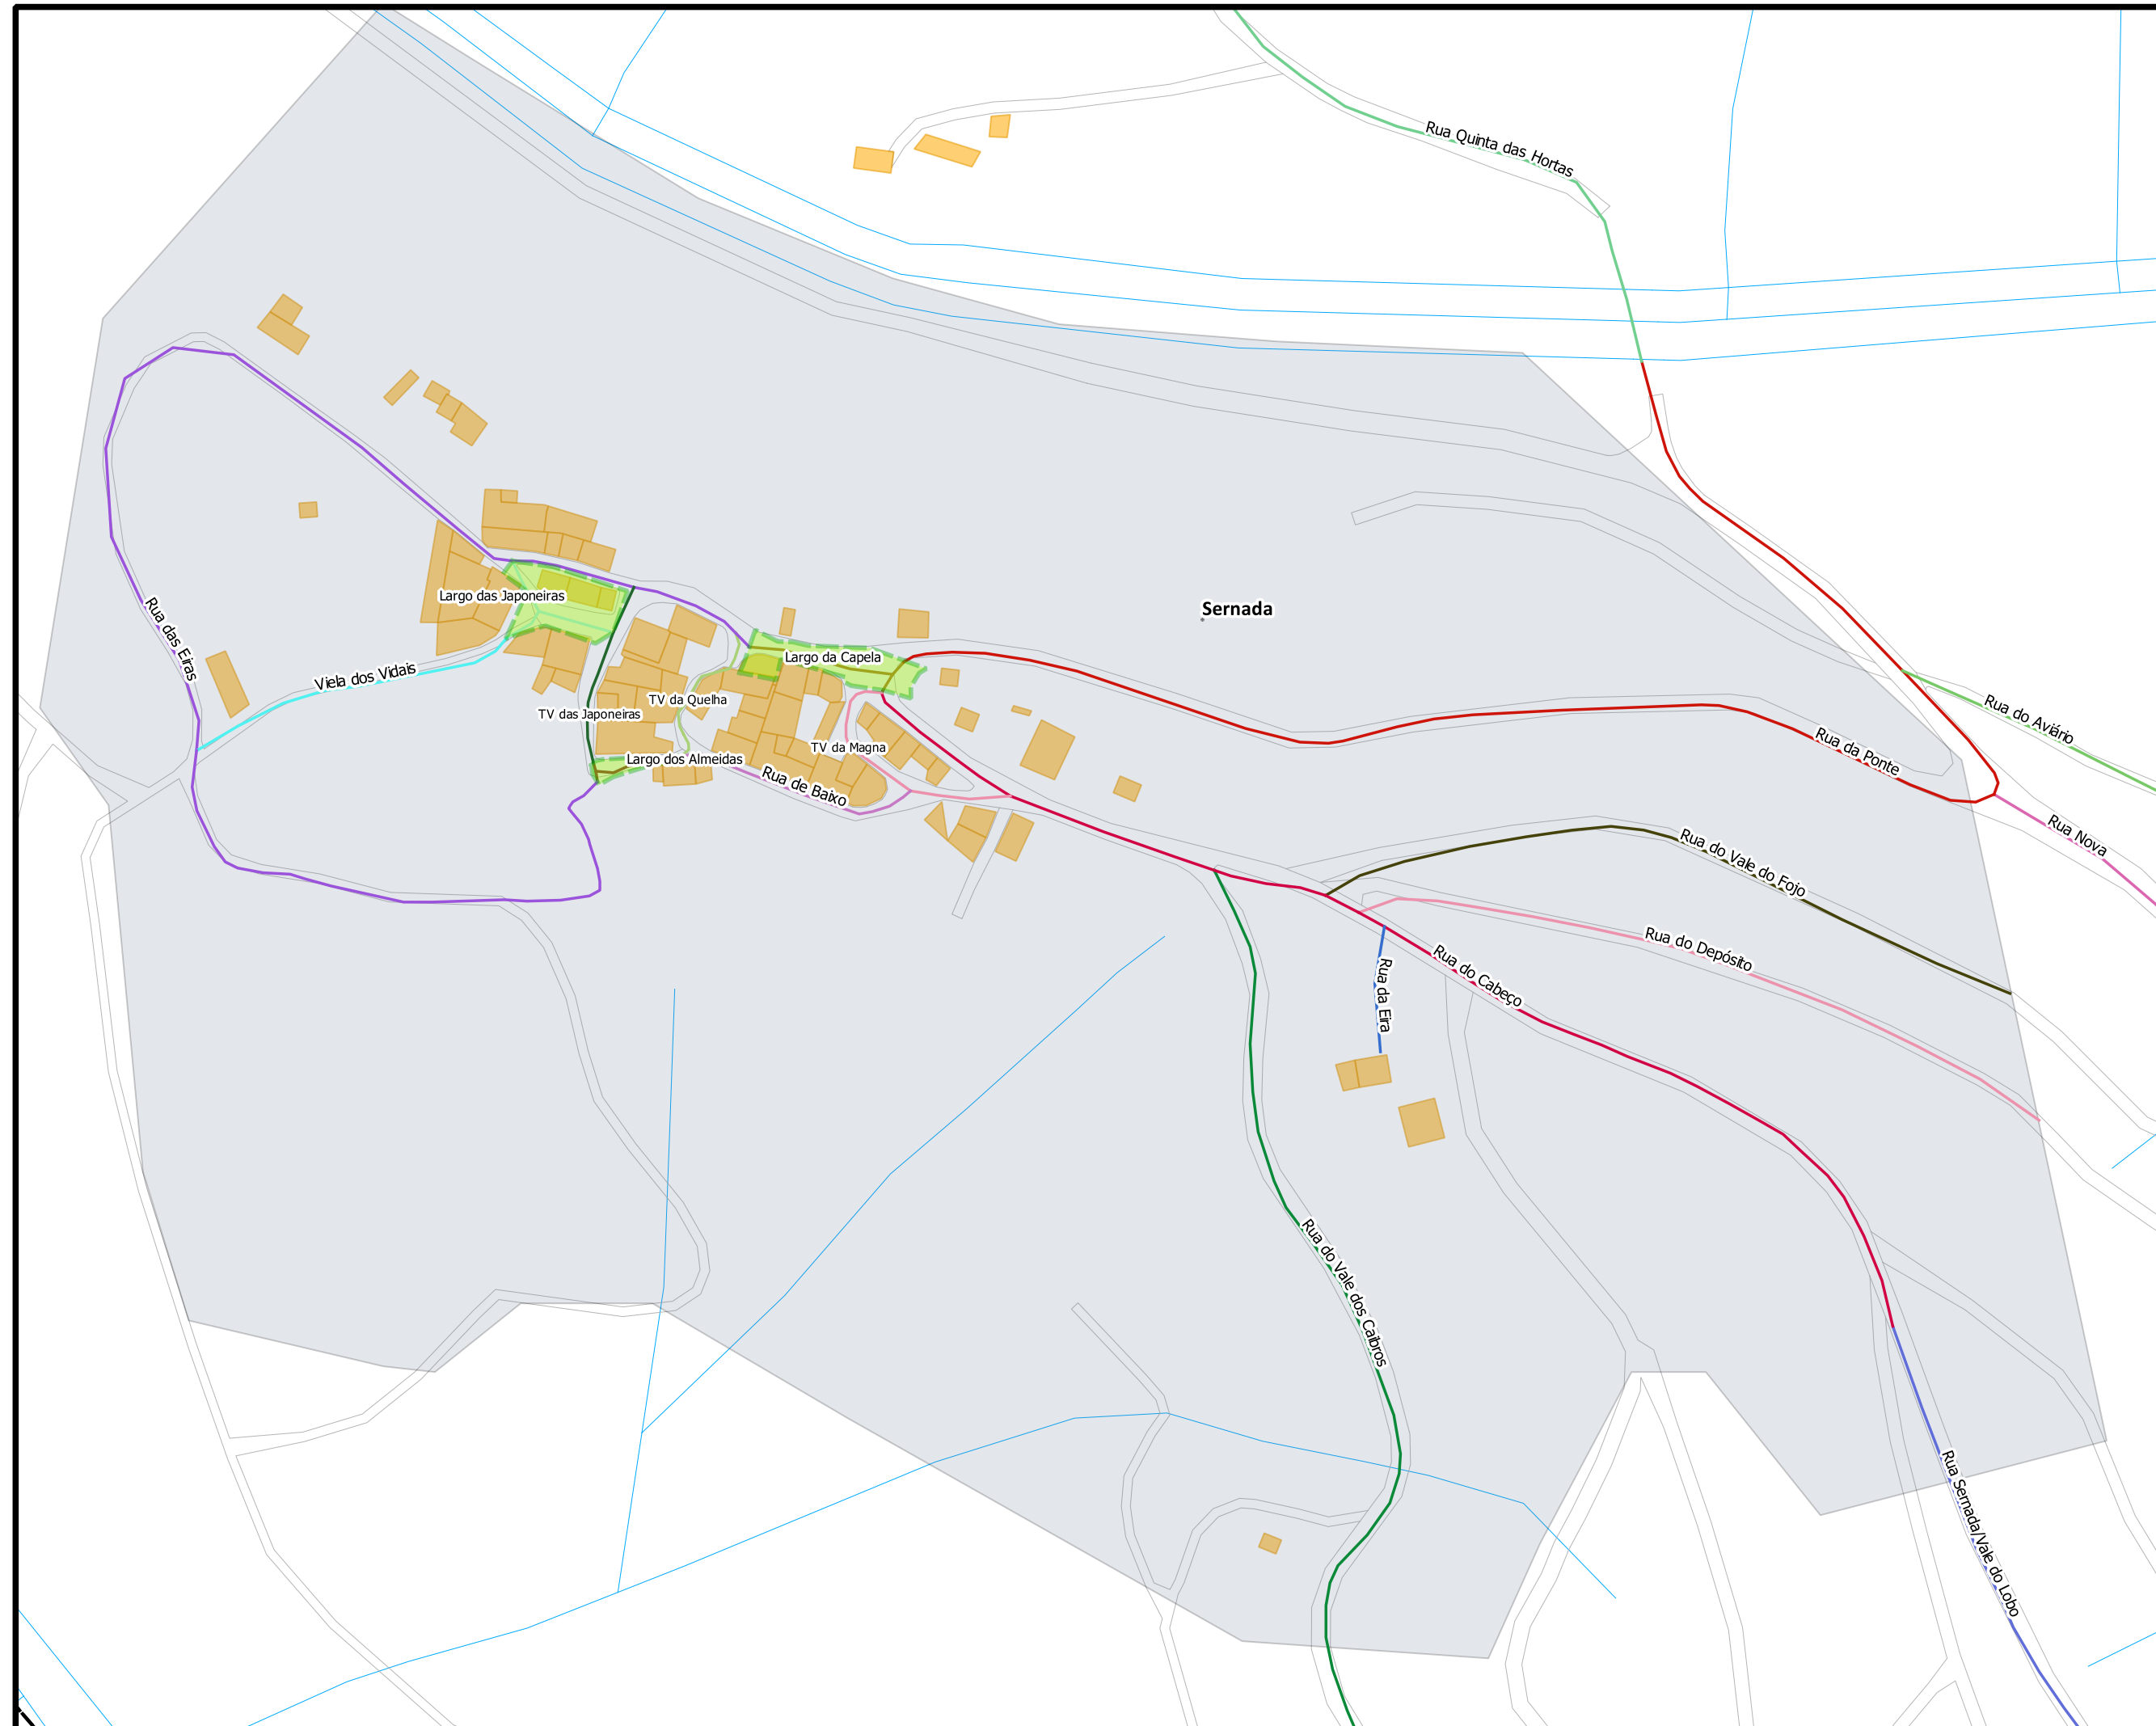 Rua Quinta das Hortas
Largo das Japoneiras
Sernada
Rua das Eiras
Largo da Capela
Viela dos Vidais
TV da Quelha
TV das Japoneiras
Rua do Aviário
TV da Magna
Rua da Ponte
Largo dos Almeidas
Rua de Baixo
Rua Nova
Rua do Vale do Fojo
Rua do Depósito
Rua do Cabeço
Rua da Eira
Rua do Vale dos Caibros
Rua Sernada/Vale do Lobo